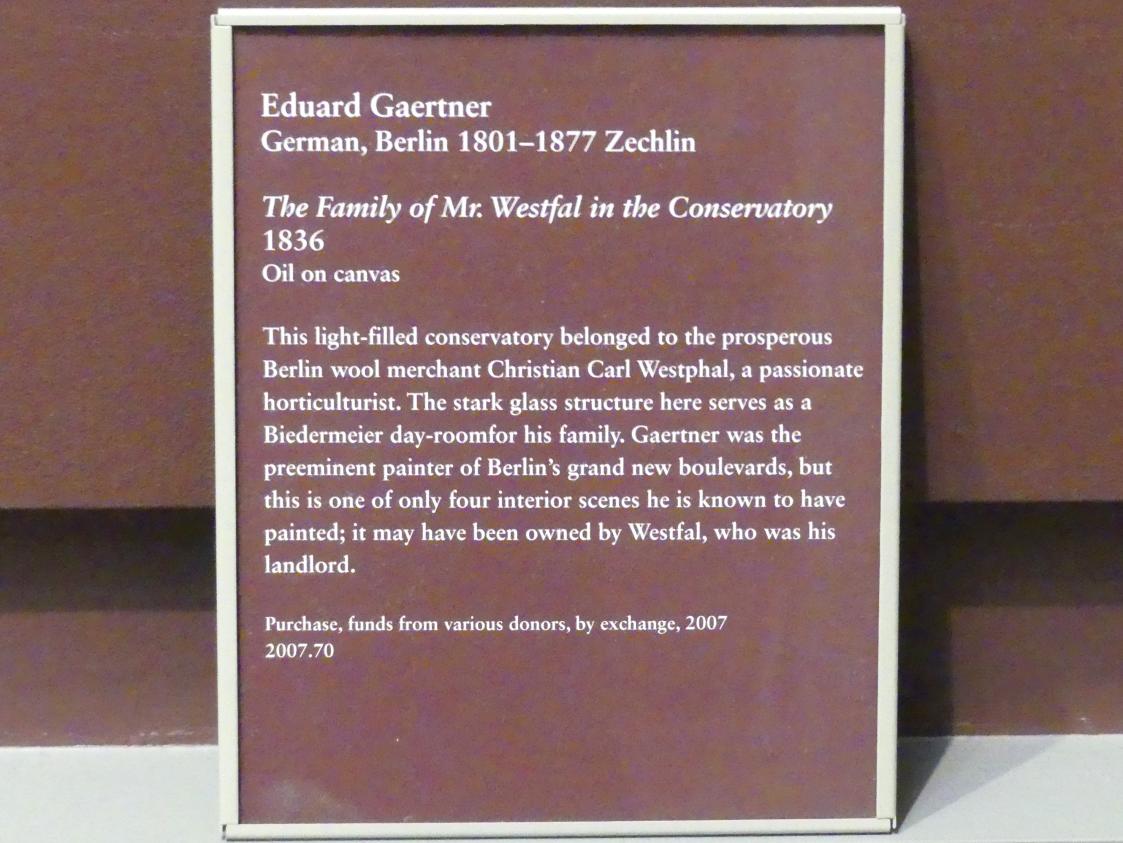 Eduard Gaertner
German, Berlin 1801–1877 Zechlin
The Family of Mr. Westfal in the Conservatory
1836
Oil on canvas
This light-filled conservatory belonged to the prosperous
Berlin wool merchant Christian Carl Westphal, a passionate
horticulturist. The stark glass structure here serves as a
Biedermeier day-roomfor his family. Gaertner was the
preeminent painter of Berlin’s grand new boulevards, but
this is one of only four interior scenes he is known to have
painted; it may have been owned by Westfal, who was his
landlord.
Purchase, funds from various donors, by exchange, 2007
2007.70